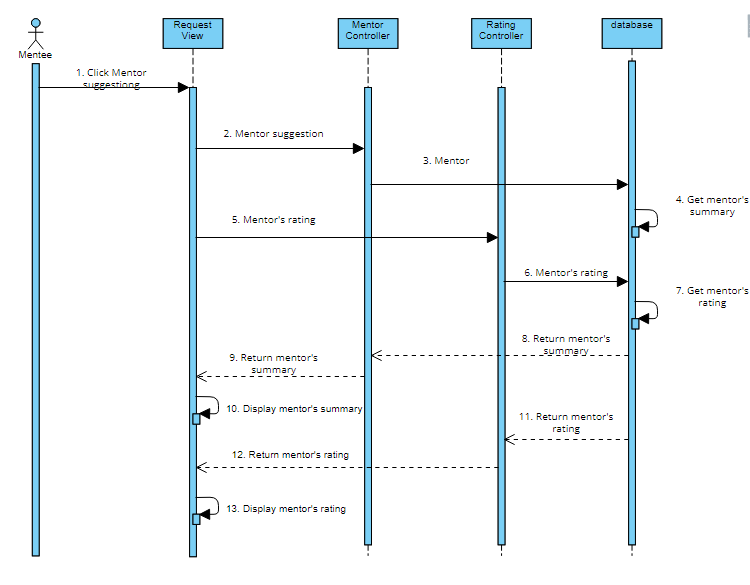 Request
View
Mentor
Controller
Rating
Controller
database
Mentee
1. Click Mentor
suggestiong
2. Mentor suggestion
3. Mentor
4. Get mentor's
summary
5. Mentor's rating
6. Mentor's rating
7. Get mentor's
rating
8. Return mentor's
summary
9. Return mentor's
summary
10. Display mentor's summary
11. Return mentor's
rating
12. Return mentor's rating
13. Display mentor's rating